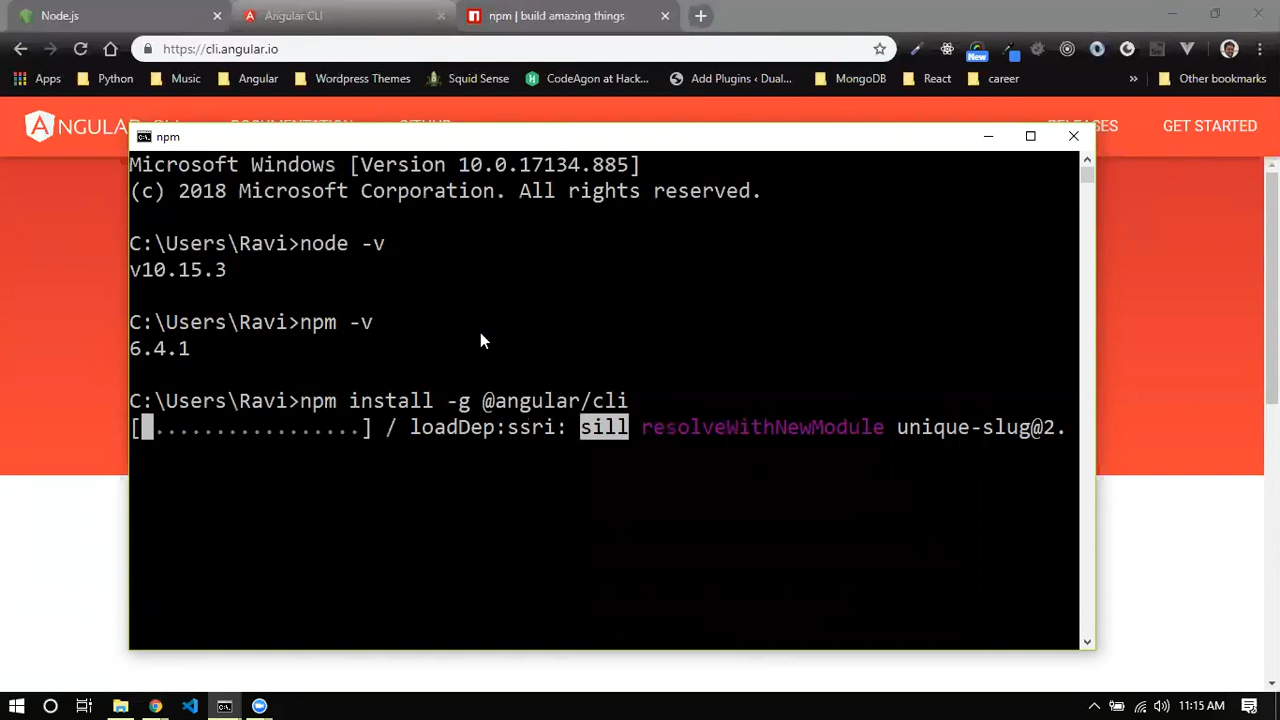 Node.js
Angular CLI
npm | build amazing things
https://cli.angular.io
New
Apps
Python
Music
Angular
Wordpress Themes
Squid Sense
CodeAgon at Hack...
Add Plugins ‹ Dual...
MongoDB
React
career
»
Other bookmarks
NGULAR
GET STARTED
npm
Microsoft Windows [Version 10.0.17134.885]
(c) 2018 Microsoft Corporation. All rights reserved.
C:\Users\Ravi>node -v
v10.15.3
C:\Users\Ravi>npm -v
6.4.1
C:\Users\Ravi>npm install -g @angular/cli
[ .................] / loadDep:ssri: sill resolveWithNewModule unique-slug@2.
11:15 AM